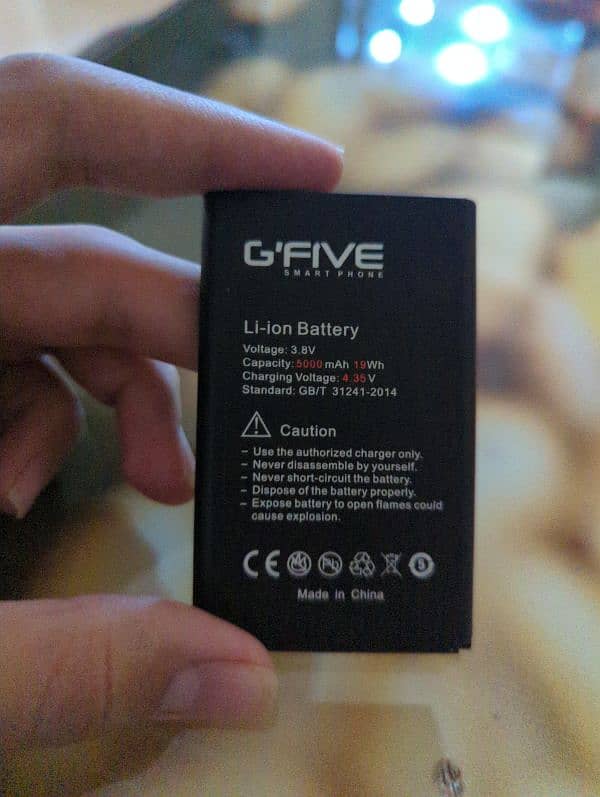 G'FIVE
SMART PHONE
Li-ion Battery
Voltage: 3.8V
Capacity: 5000 mAh 19Wh
Charging Voltage: 4.35 V
Standard: GB/T 31241-2014
Caution
– Use the authorized charger only.
– Never disassemble by yourself.
– Never short-circuit the battery.
– Dispose of the battery properly.
– Expose battery to open flames could
cause explosion.
CE
Made in China